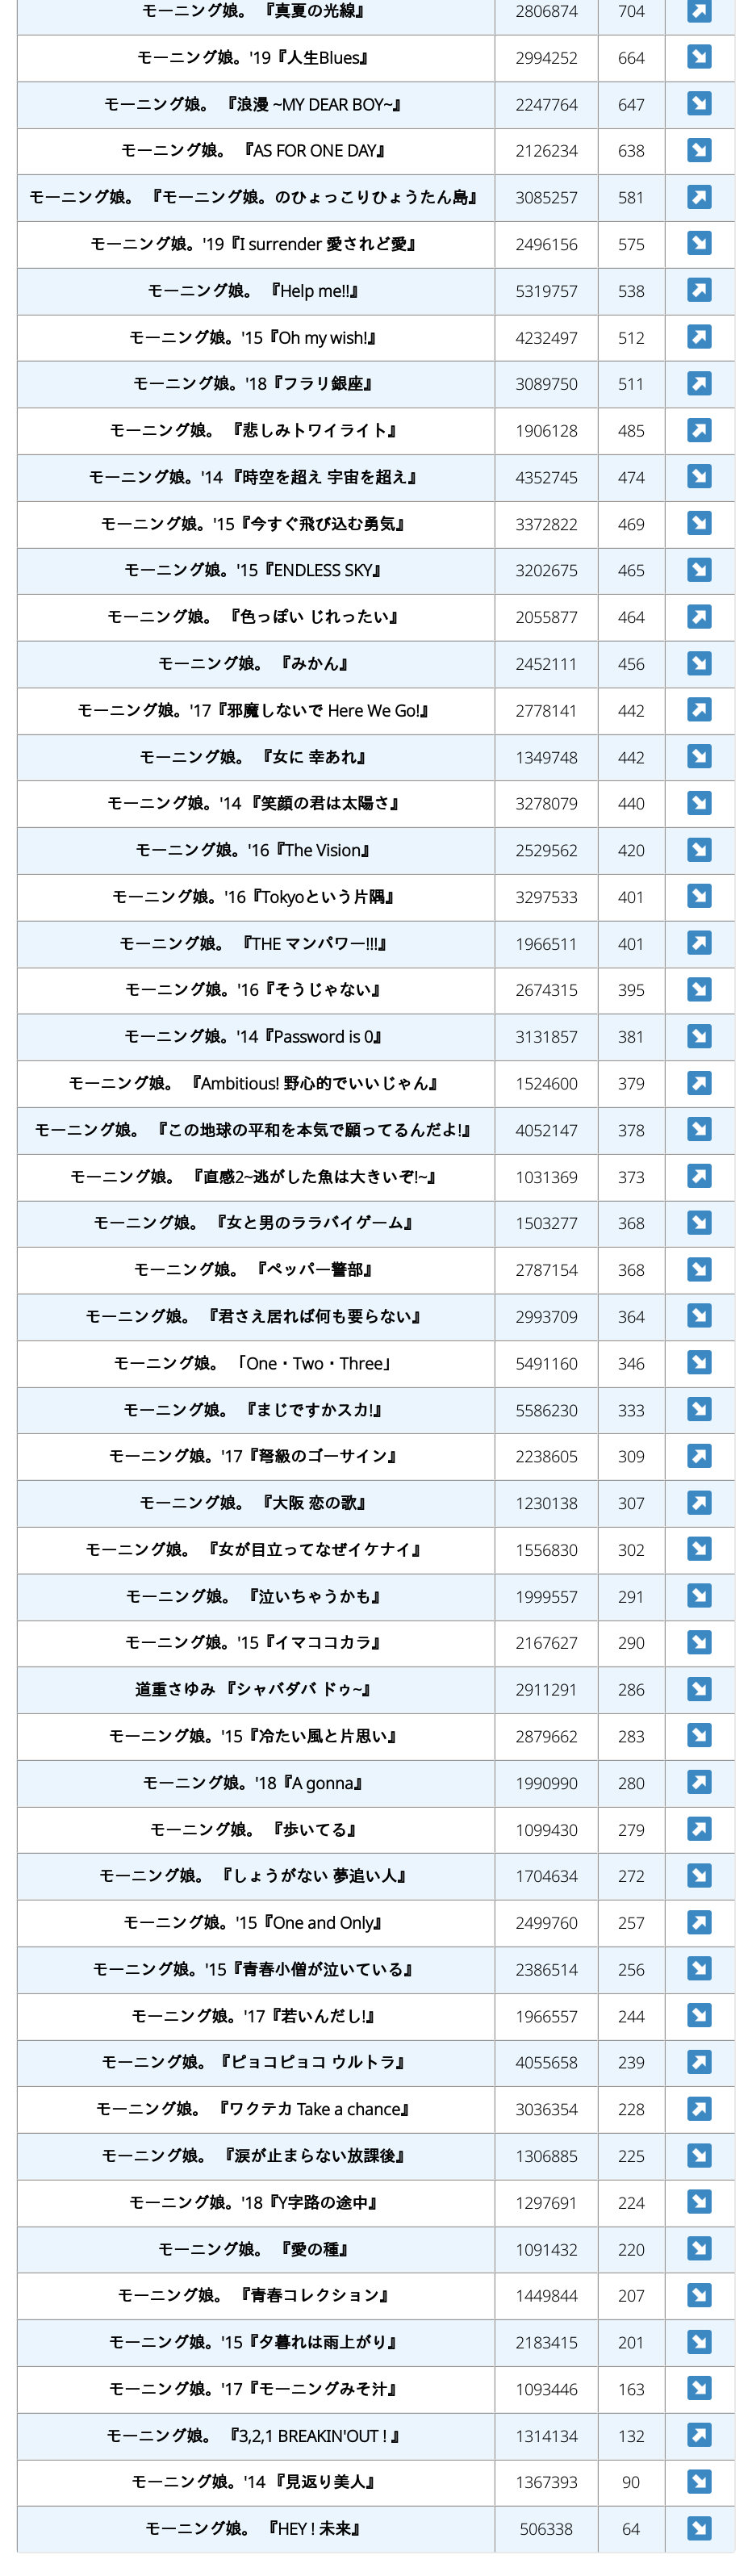 モーニング娘。 『真夏の光線』 2806874 704 ↗
モーニング娘。'19『人生Blues』 2994252 664 ↘
モーニング娘。 『浪漫 ~MY DEAR BOY~』 2247764 647 ↘
モーニング娘。 『AS FOR ONE DAY』 2126234 638 ↘
モーニング娘。 『モーニング娘。のひょっこりひょうたん島』 3085257 581 ↗
モーニング娘。'19『I surrender 愛されど愛』 2496156 575 ↘
モーニング娘。 『Help me!!』 5319757 538 ↗
モーニング娘。'15『Oh my wish!』 4232497 512 ↗
モーニング娘。'18『フラリ銀座』 3089750 511 ↗
モーニング娘。 『悲しみトワイライト』 1906128 485 ↗
モーニング娘。'14 『時空を超え 宇宙を超え』 4352745 474 ↘
モーニング娘。'15『今すぐ飛び込む勇気』 3372822 469 ↘
モーニング娘。'15『ENDLESS SKY』 3202675 465 ↘
モーニング娘。 『色っぽい じれったい』 2055877 464 ↗
モーニング娘。 『みかん』 2452111 456 ↘
モーニング娘。'17『邪魔しないで Here We Go!』 2778141 442 ↗
モーニング娘。 『女に 幸あれ』 1349748 442 ↘
モーニング娘。'14 『笑顔の君は太陽さ』 3278079 440 ↘
モーニング娘。'16『The Vision』 2529562 420 ↘
モーニング娘。'16『Tokyoという片隅』 3297533 401 ↘
モーニング娘。 『THE マンパワー!!!』 1966511 401 ↗
モーニング娘。'16『そうじゃない』 2674315 395 ↘
モーニング娘。'14『Password is 0』 3131857 381 ↘
モーニング娘。 『Ambitious! 野心的でいいじゃん』 1524600 379 ↗
モーニング娘。 『この地球の平和を本気で願ってるんだよ!』 4052147 378 ↘
モーニング娘。 『直感2~逃がした魚は大きいぞ!~』 1031369 373 ↗
モーニング娘。 『女と男のララバイゲーム』 1503277 368 ↘
モーニング娘。 『ペッパー警部』 2787154 368 ↘
モーニング娘。 『君さえ居れば何も要らない』 2993709 364 ↘
モーニング娘。 「One・Two・Three」 5491160 346 ↘
モーニング娘。 『まじですかスカ!』 5586230 333 ↘
モーニング娘。'17『弩級のゴーサイン』 2238605 309 ↗
モーニング娘。 『大阪 恋の歌』 1230138 307 ↗
モーニング娘。 『女が目立ってなぜイケナイ』 1556830 302 ↘
モーニング娘。 『泣いちゃうかも』 1999557 291 ↘
モーニング娘。'15『イマココカラ』 2167627 290 ↘
道重さゆみ 『シャバダバ ドゥ~』 2911291 286 ↘
モーニング娘。'15『冷たい風と片思い』 2879662 283 ↘
モーニング娘。'18『A gonna』 1990990 280 ↗
モーニング娘。 『歩いてる』 1099430 279 ↗
モーニング娘。 『しょうがない 夢追い人』 1704634 272 ↘
モーニング娘。'15『One and Only』 2499760 257 ↗
モーニング娘。'15『青春小僧が泣いている』 2386514 256 ↘
モーニング娘。'17『若いんだし!』 1966557 244 ↘
モーニング娘。『ピョコピョコ ウルトラ』 4055658 239 ↗
モーニング娘。 『ワクテカ Take a chance』 3036354 228 ↗
モーニング娘。 『涙が止まらない放課後』 1306885 225 ↘
モーニング娘。'18『Y字路の途中』 1297691 224 ↘
モーニング娘。 『愛の種』 1091432 220 ↘
モーニング娘。 『青春コレクション』 1449844 207 ↘
モーニング娘。'15『夕暮れは雨上がり』 2183415 201 ↘
モーニング娘。'17『モーニングみそ汁』 1093446 163 ↘
モーニング娘。 『3,2,1 BREAKIN'OUT ! 』 1314134 132 ↗
モーニング娘。'14 『見返り美人』 1367393 90 ↘
モーニング娘。 『HEY ! 未来』 506338 64 ↘